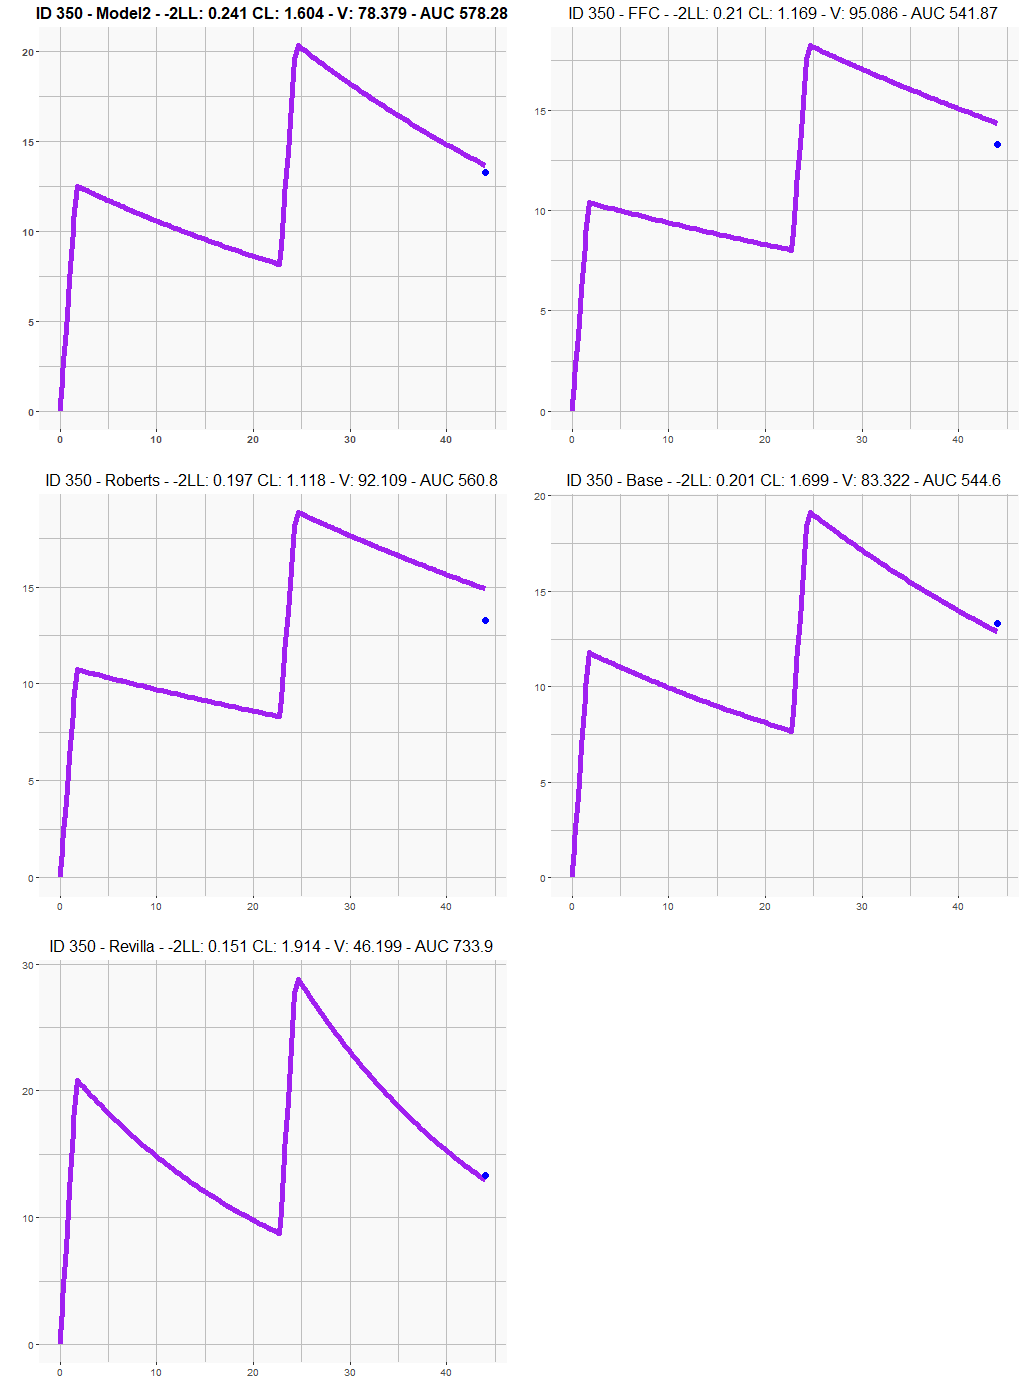 ID 350 - Model2 - -2LL: 0.241 CL: 1.604 - V: 78.379 - AUC 578.28
20
15
10
5
0
0 10 20 30 40
ID 350 - FFC - -2LL: 0.21 CL: 1.169 - V: 95.086 - AUC 541.87
15
10
5
0
0 10 20 30 40
ID 350 - Roberts - -2LL: 0.197 CL: 1.118 - V: 92.109 - AUC 560.8
15
10
5
0
0 10 20 30 40
ID 350 - Base - -2LL: 0.201 CL: 1.699 - V: 83.322 - AUC 544.6
20
15
10
5
0
0 10 20 30 40
ID 350 - Revilla - -2LL: 0.151 CL: 1.914 - V: 46.199 - AUC 733.9
30
20
10
0
0 10 20 30 40